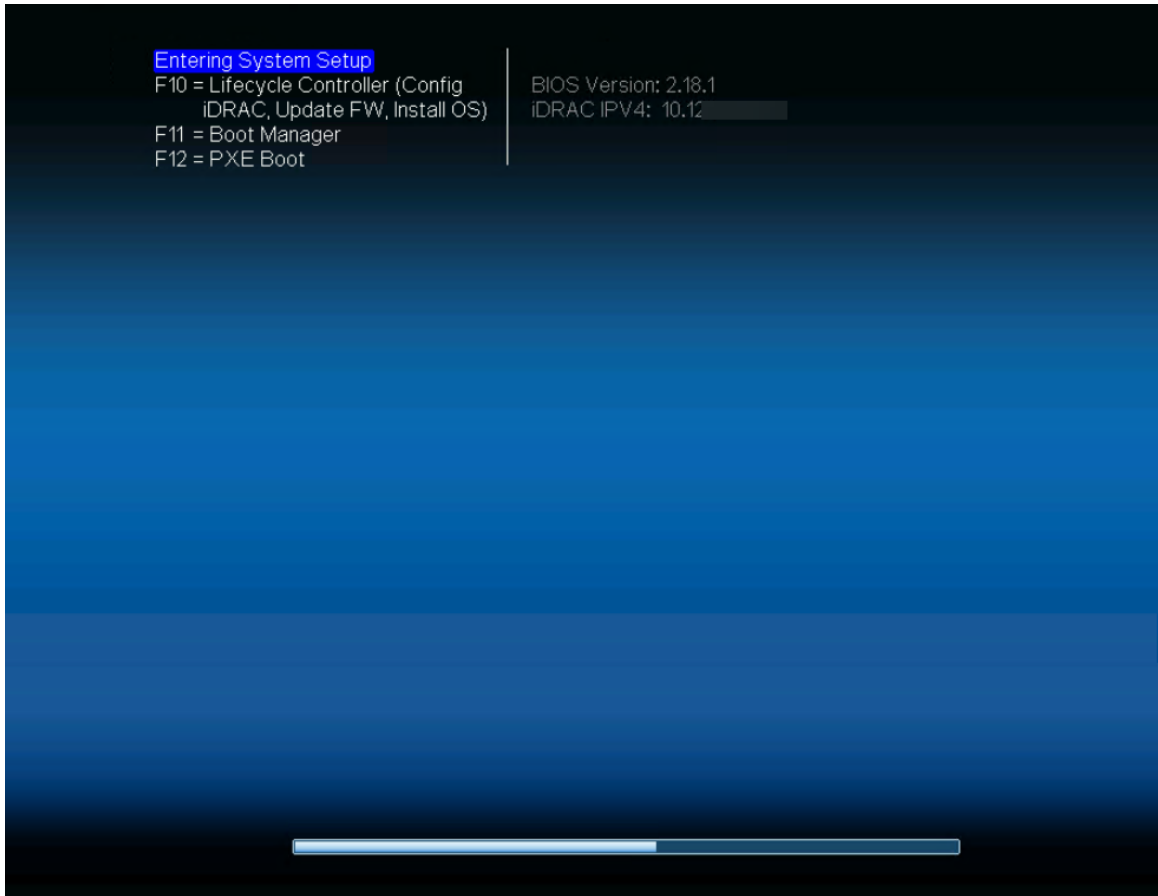 Entering System Setup
F10 = Lifecycle Controller (Config
iDRAC, Update FW, Install OS)
F11 = Boot Manager
F12 = PXE Boot
BIOS Version: 2.18.1
iDRAC IPV4: 10.12